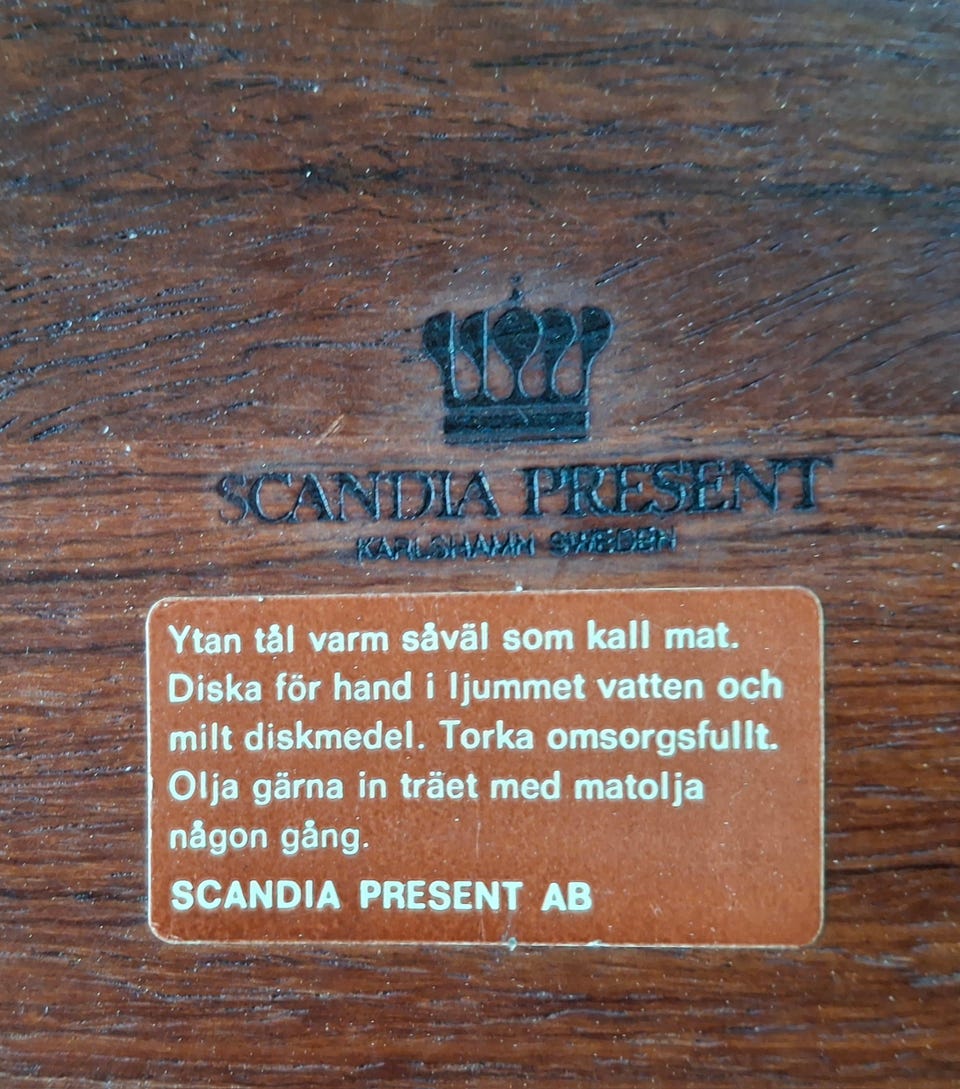 SCANDIA PRESENT
KARLSHAMN SWEDEN
Ytan tål varm såväl som kall mat.
Diska för hand i ljummet vatten och
milt diskmedel. Torka omsorgsfullt.
Olja gärna in träet med matolja
någon gång.
SCANDIA PRESENT AB